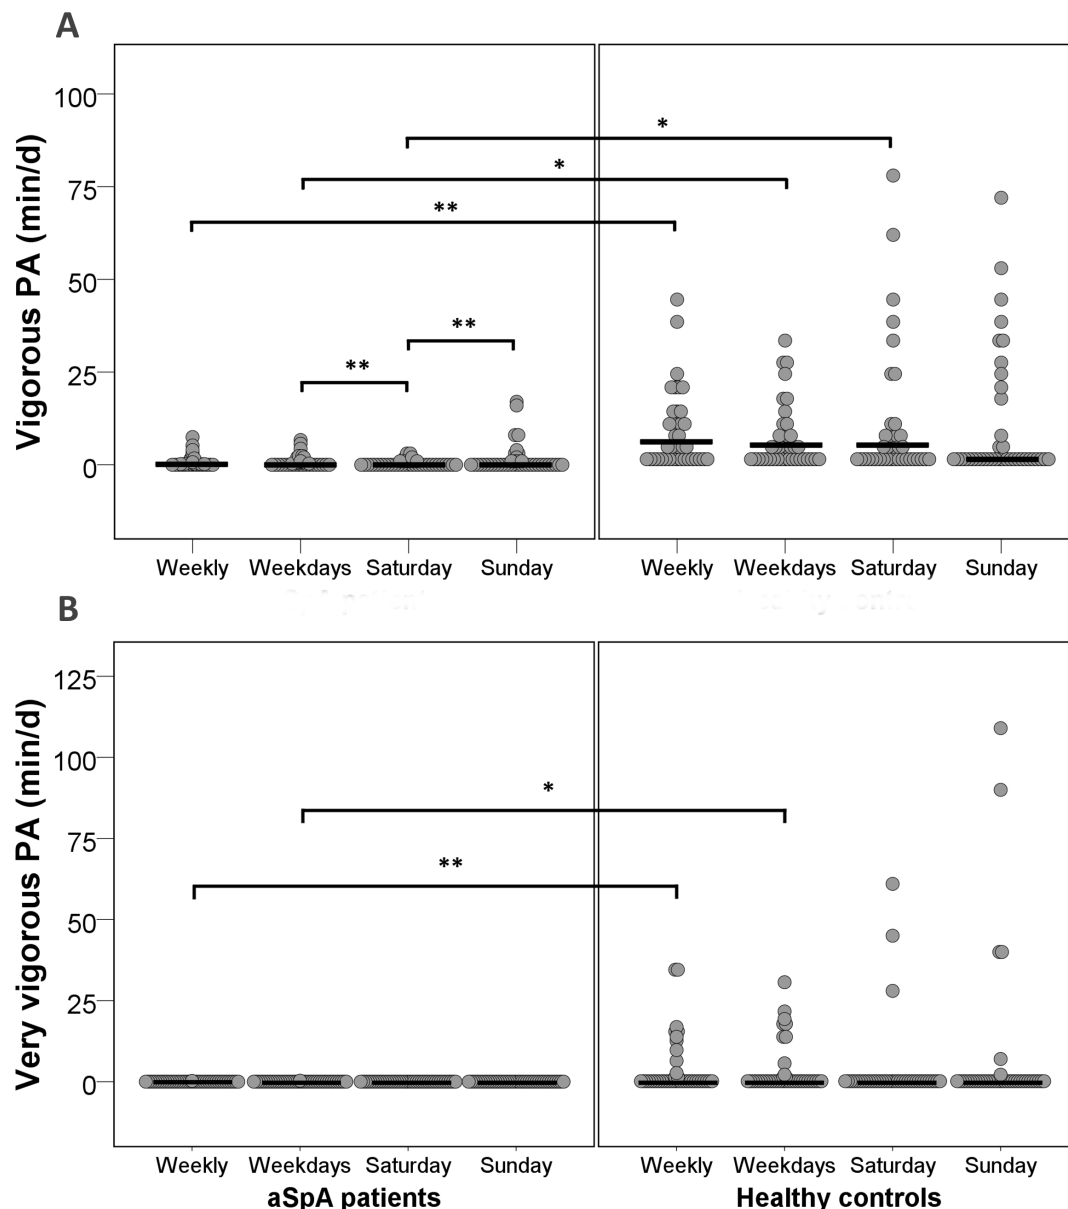 A
Vigorous PA (min/d)
100
75
50
25
0
*
*
**
**
**
Weekly Weekdays Saturday Sunday Weekly Weekdays Saturday Sunday
B
Very vigorous PA (min/d)
125
100
75
50
25
0
*
**
Weekly Weekdays Saturday Sunday Weekly Weekdays Saturday Sunday
aSpA patients Healthy controls